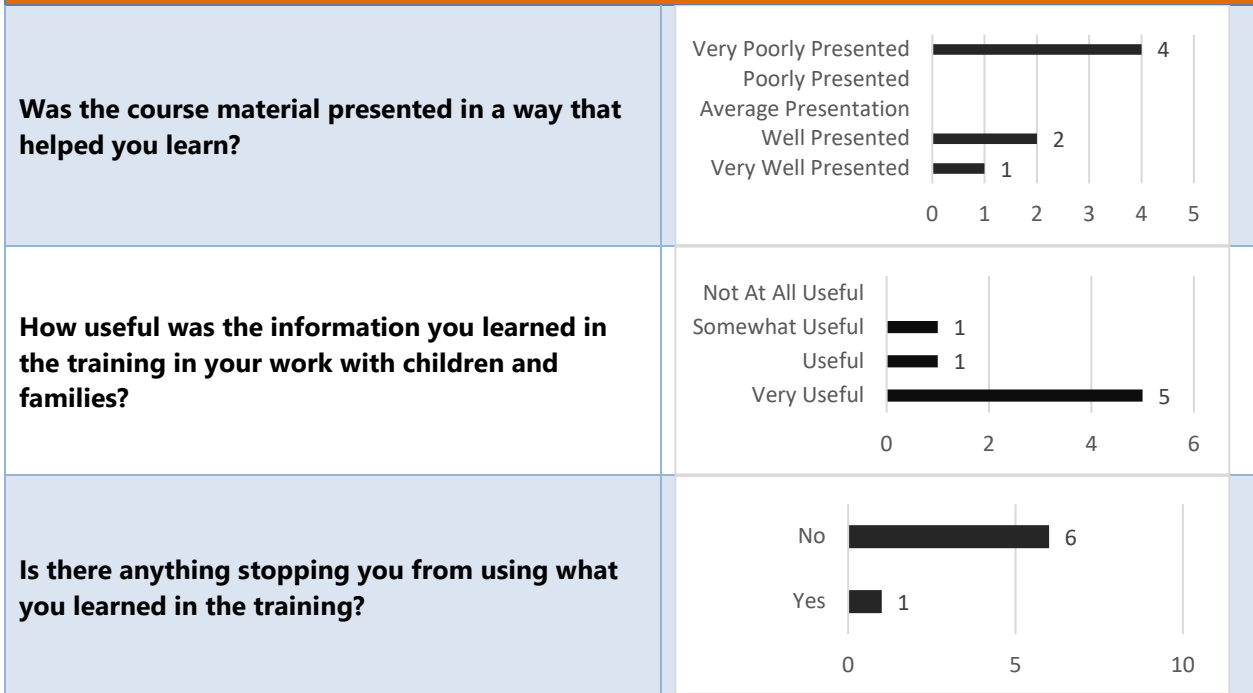 Was the course material presented in a way that
helped you learn?
Very Poorly Presented
4
Poorly Presented
Average Presentation
Well Presented
2
Very Well Presented
1
0 1 2 3 4 5
How useful was the information you learned in
the training in your work with children and
families?
Not At All Useful
Somewhat Useful
1
Useful
1
Very Useful
5
0 2 4 6
Is there anything stopping you from using what
you learned in the training?
No
6
Yes
1
0 5 10